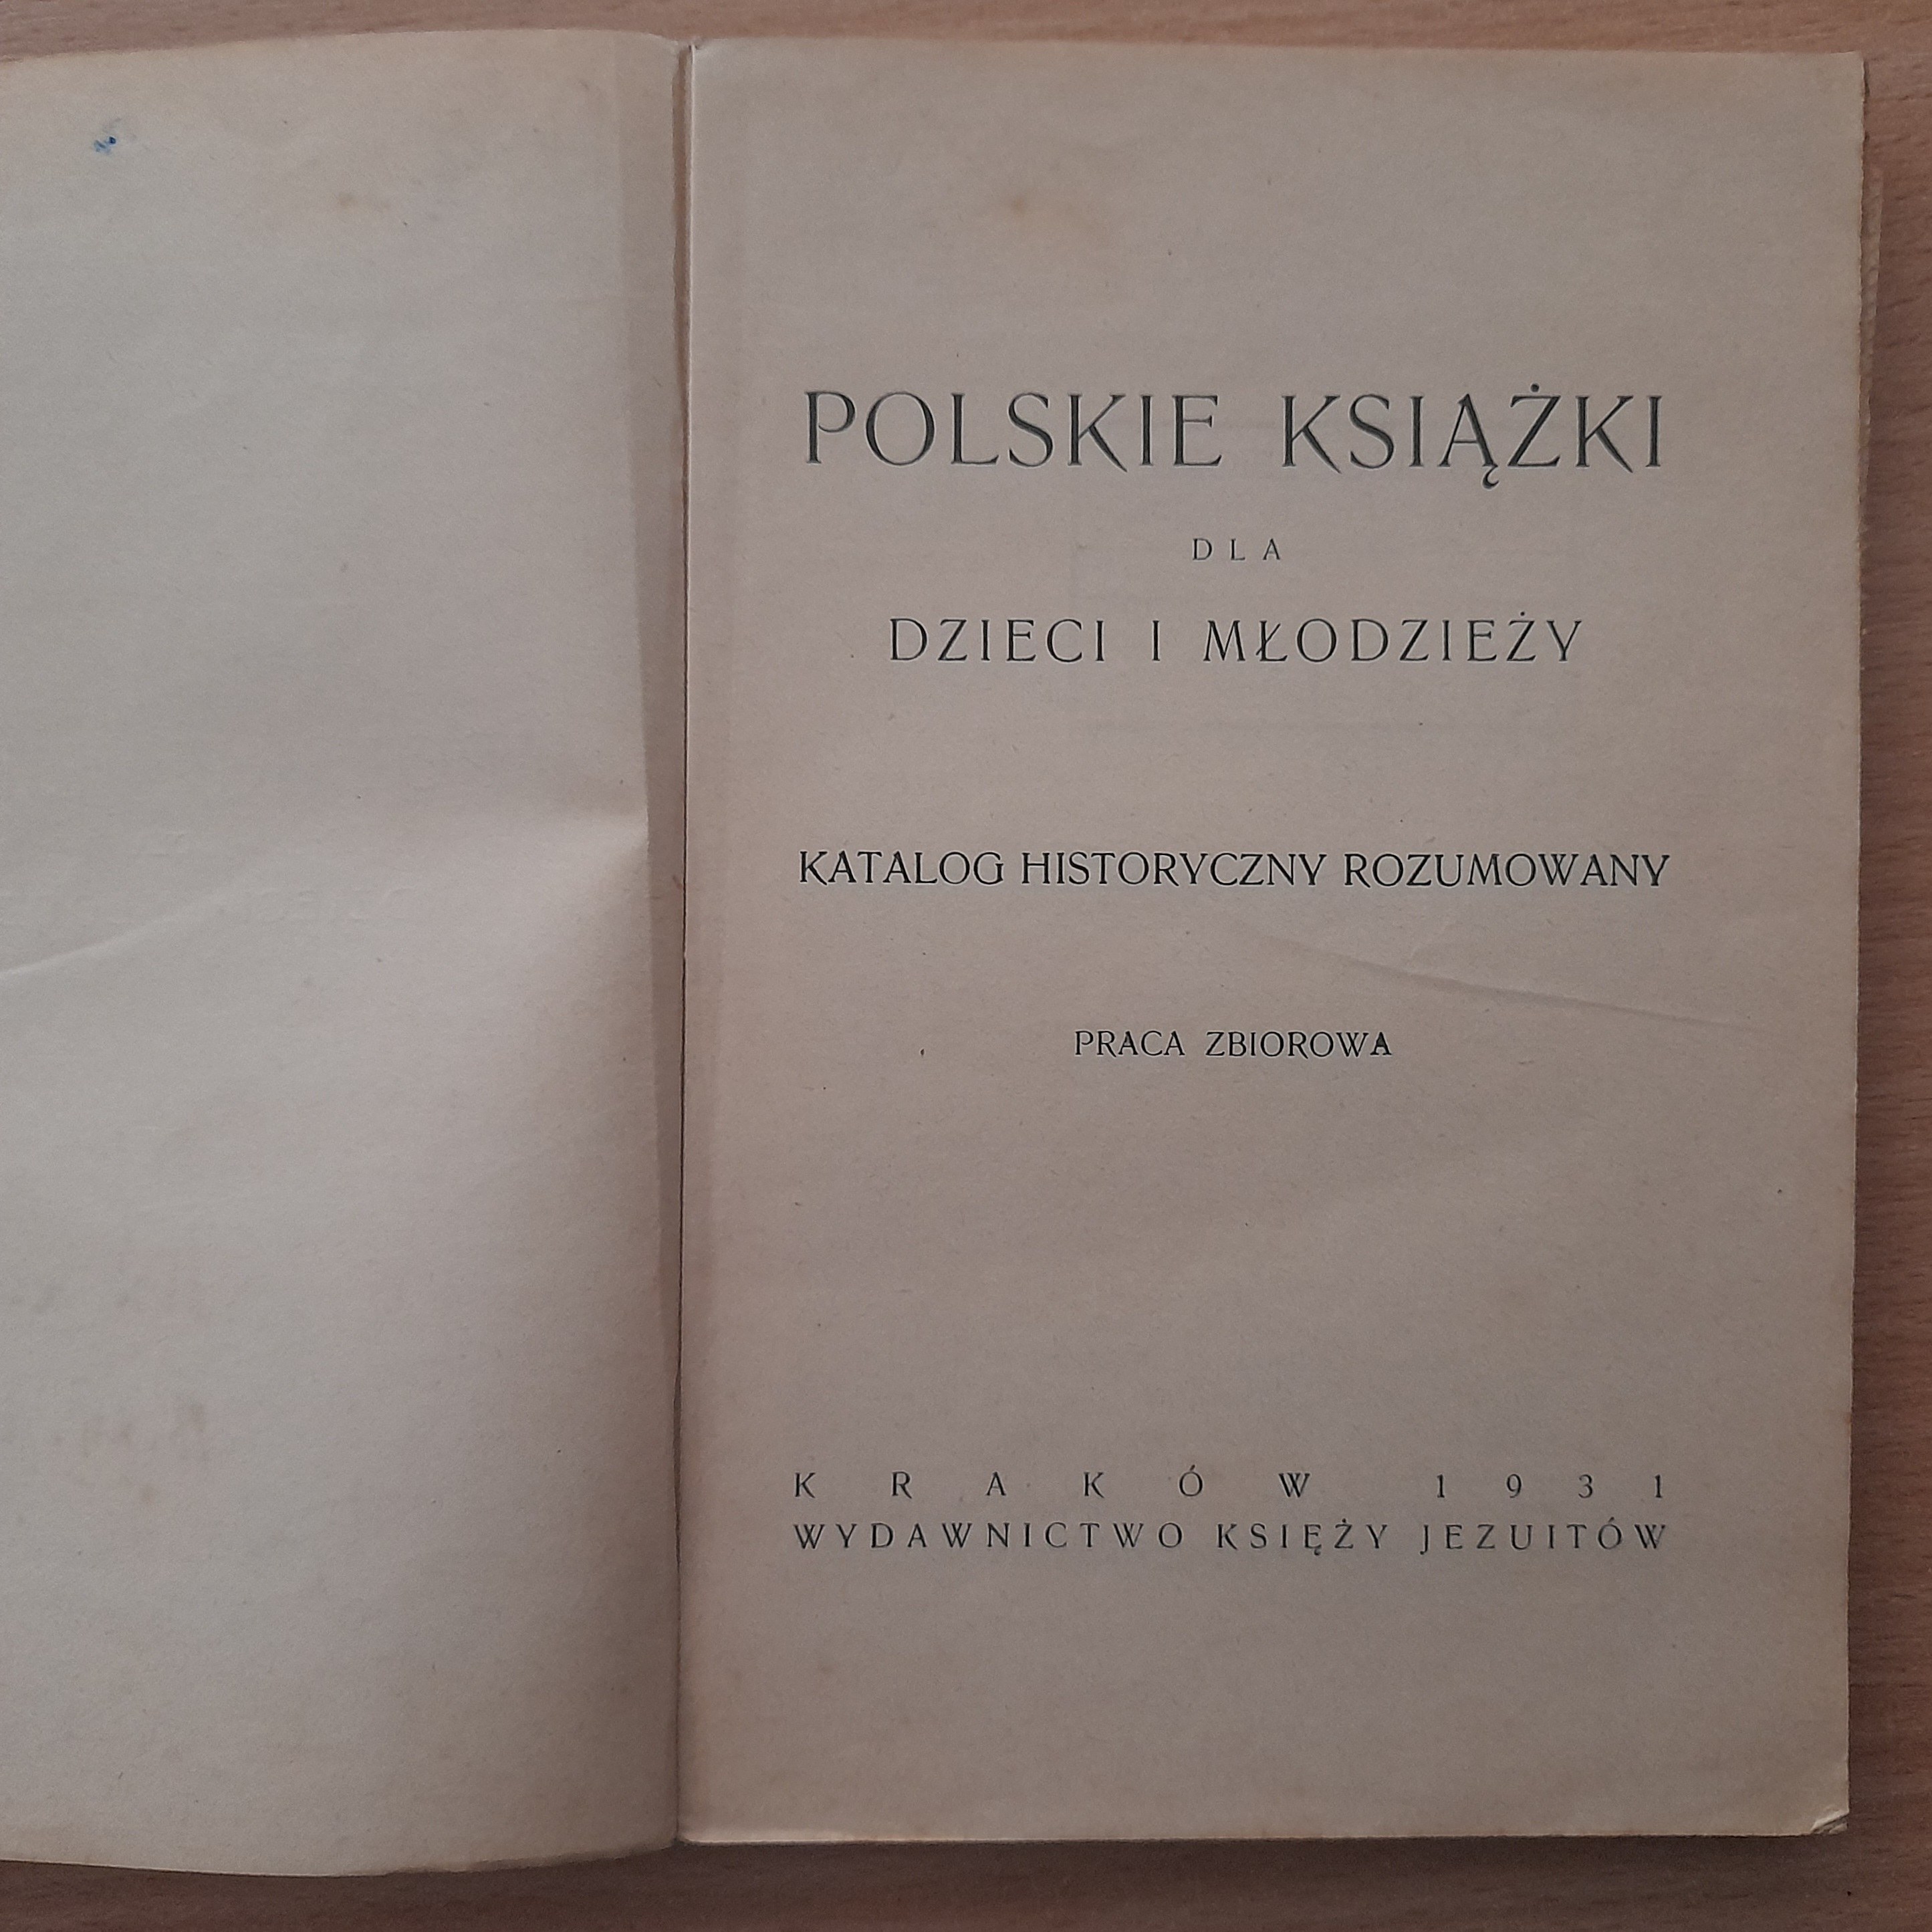 POLSKIE KSIĄŻKI
DLA
DZIECI I MŁODZIEŻY
KATALOG HISTORYCZNY ROZUMOWANY
PRACA ZBIOROWA
KRAKÓW 1931
WYDAWNICTWO KSIĘŻY JEZUITÓW